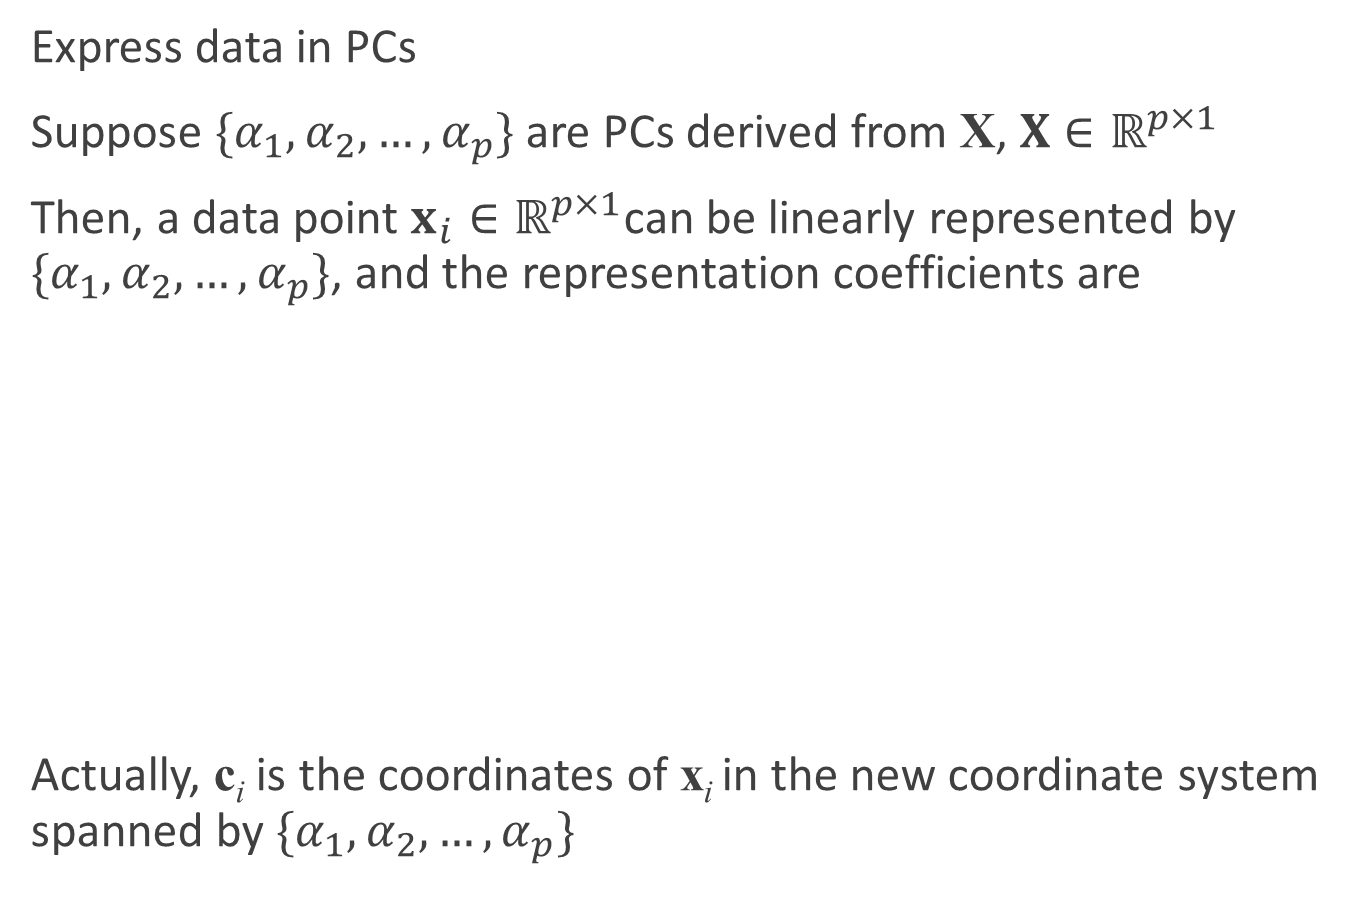 Express data in PCs
Suppose {𝛼₁, 𝛼₂, … , 𝛼ₚ} are PCs derived from 𝐗, 𝐗 ∈ ℝ^{𝑝×1}
Then, a data point 𝐱ᵢ ∈ ℝ^{𝑝×1} can be linearly represented by
{𝛼₁, 𝛼₂, … , 𝛼ₚ}, and the representation coefficients are
Actually, 𝐜ᵢ is the coordinates of 𝐱ᵢ in the new coordinate system
spanned by {𝛼₁, 𝛼₂, … , 𝛼ₚ}